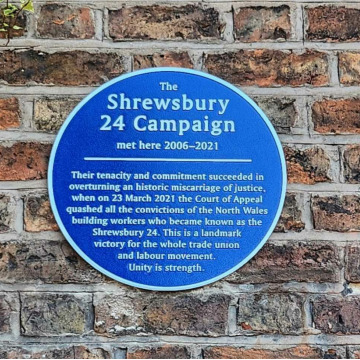 The
Shrewsbury
24 Campaign
met here 2006–2021
Their tenacity and commitment succeeded in
overturning an historic miscarriage of justice,
when on 23 March 2021 the Court of Appeal
quashed all the convictions of the North Wales
building workers who became known as the
Shrewsbury 24. This is a landmark
victory for the whole trade union
and labour movement.
Unity is strength.